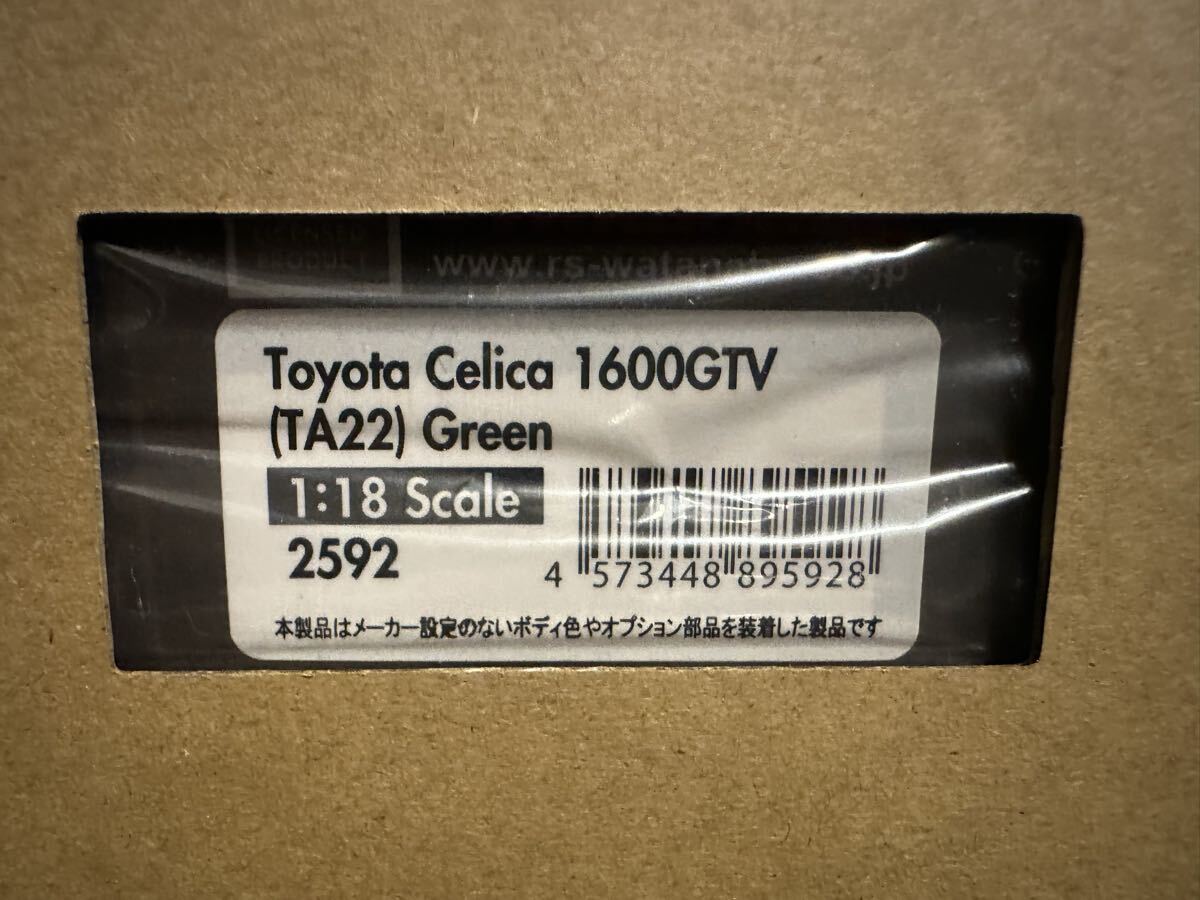 LICENSED
PRODUCT
Toyota Celica 1600GTV
(TA22) Green
1:18 Scale
2592
4 573448 895928
本製品はメーカー設定のないボディ色やオプション部品を装着した製品です